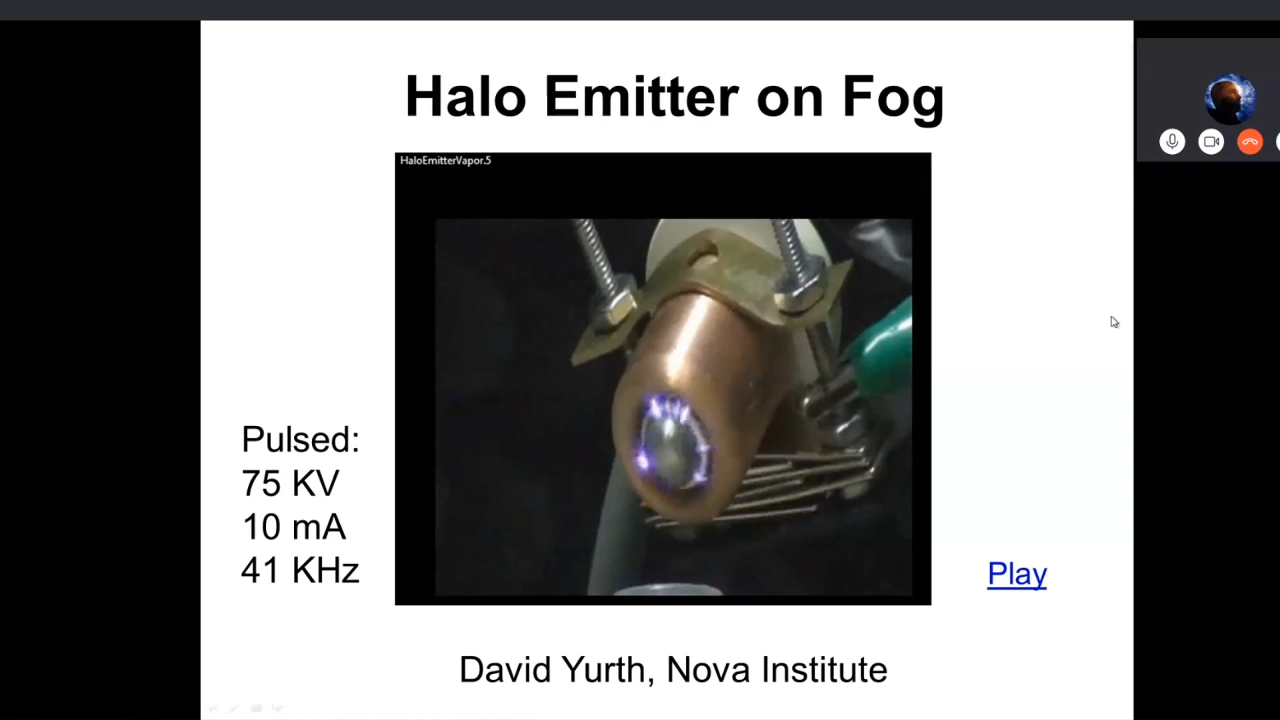 Halo Emitter on Fog
HaloEmitterVapor.5
Pulsed:
75 KV
10 mA
41 KHz
Play
David Yurth, Nova Institute